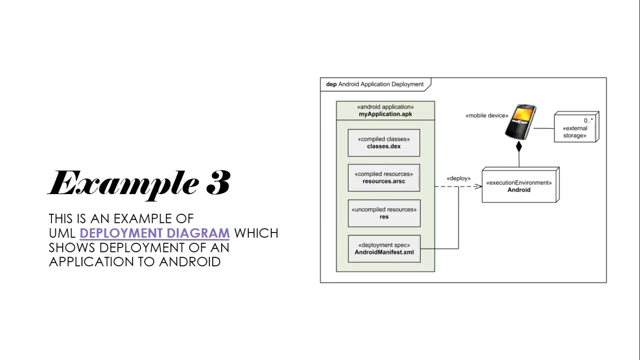 Example 3
THIS IS AN EXAMPLE OF
UML DEPLOYMENT DIAGRAM WHICH
SHOWS DEPLOYMENT OF AN
APPLICATION TO ANDROID
dep Android Application Deployment
«android application»
myApplication.apk
«compiled classes»
classes.dex
«compiled resources»
resources.arsc
«uncompiled resources»
res
«deployment spec»
AndroidManifest.xml
«deploy»
«mobile device»
0..*
«external
storage»
«executionEnvironment»
Android